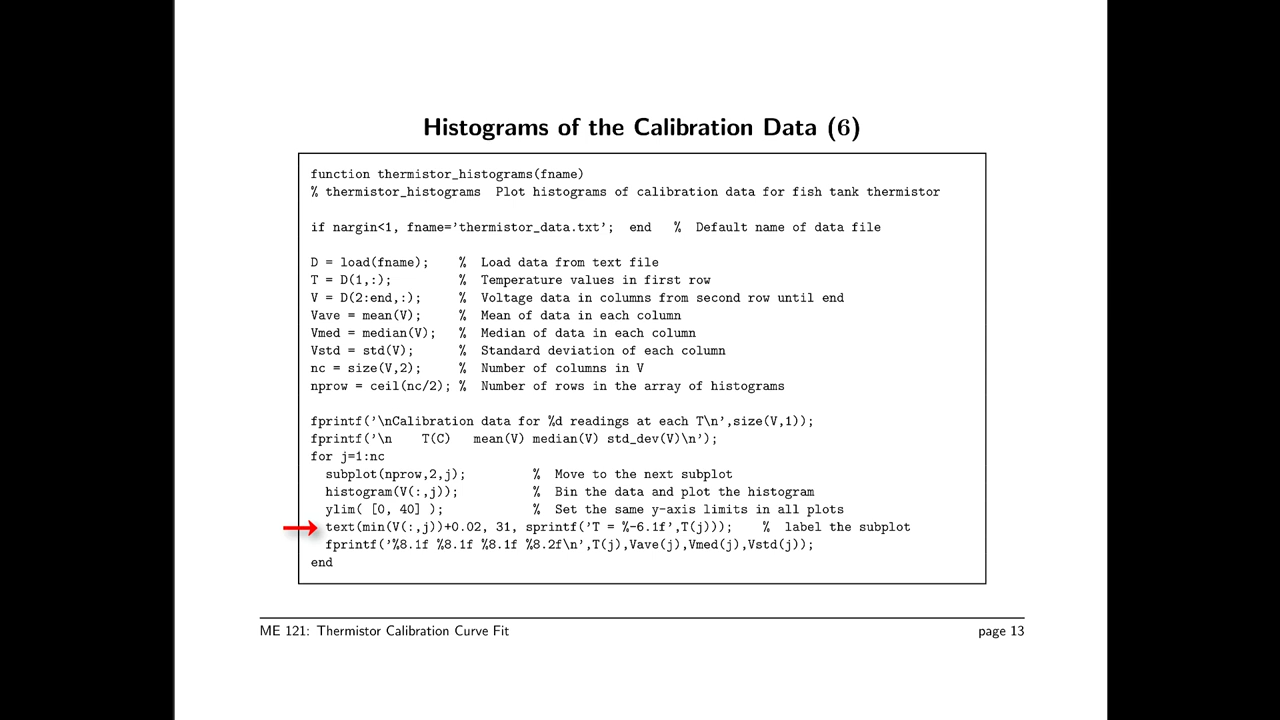 Histograms of the Calibration Data (6)
function thermistor_histograms(fname)
% thermistor_histograms  Plot histograms of calibration data for fish tank thermistor
if nargin<1, fname='thermistor_data.txt';  end   %  Default name of data file
D = load(fname);    %  Load data from text file
T = D(1,:);         %  Temperature values in first row
V = D(2:end,:);     %  Voltage data in columns from second row until end
Vave = mean(V);     %  Mean of data in each column
Vmed = median(V);   %  Median of data in each column
Vstd = std(V);      %  Standard deviation of each column
nc = size(V,2);     %  Number of columns in V
nprow = ceil(nc/2); %  Number of rows in the array of histograms
fprintf('\nCalibration data for %d readings at each T\n',size(V,1));
fprintf('\n    T(C)   mean(V) median(V) std_dev(V)\n');
for j=1:nc
  subplot(nprow,2,j);         %  Move to the next subplot
  histogram(V(:,j));          %  Bin the data and plot the histogram
  ylim( [0, 40] );            %  Set the same y-axis limits in all plots
  text(min(V(:,j))+0.02, 31, sprintf('T = %-6.1f',T(j)));    %  label the subplot
  fprintf('%8.1f %8.1f %8.1f %8.2f\n',T(j),Vave(j),Vmed(j),Vstd(j));
end
ME 121: Thermistor Calibration Curve Fit
page 13